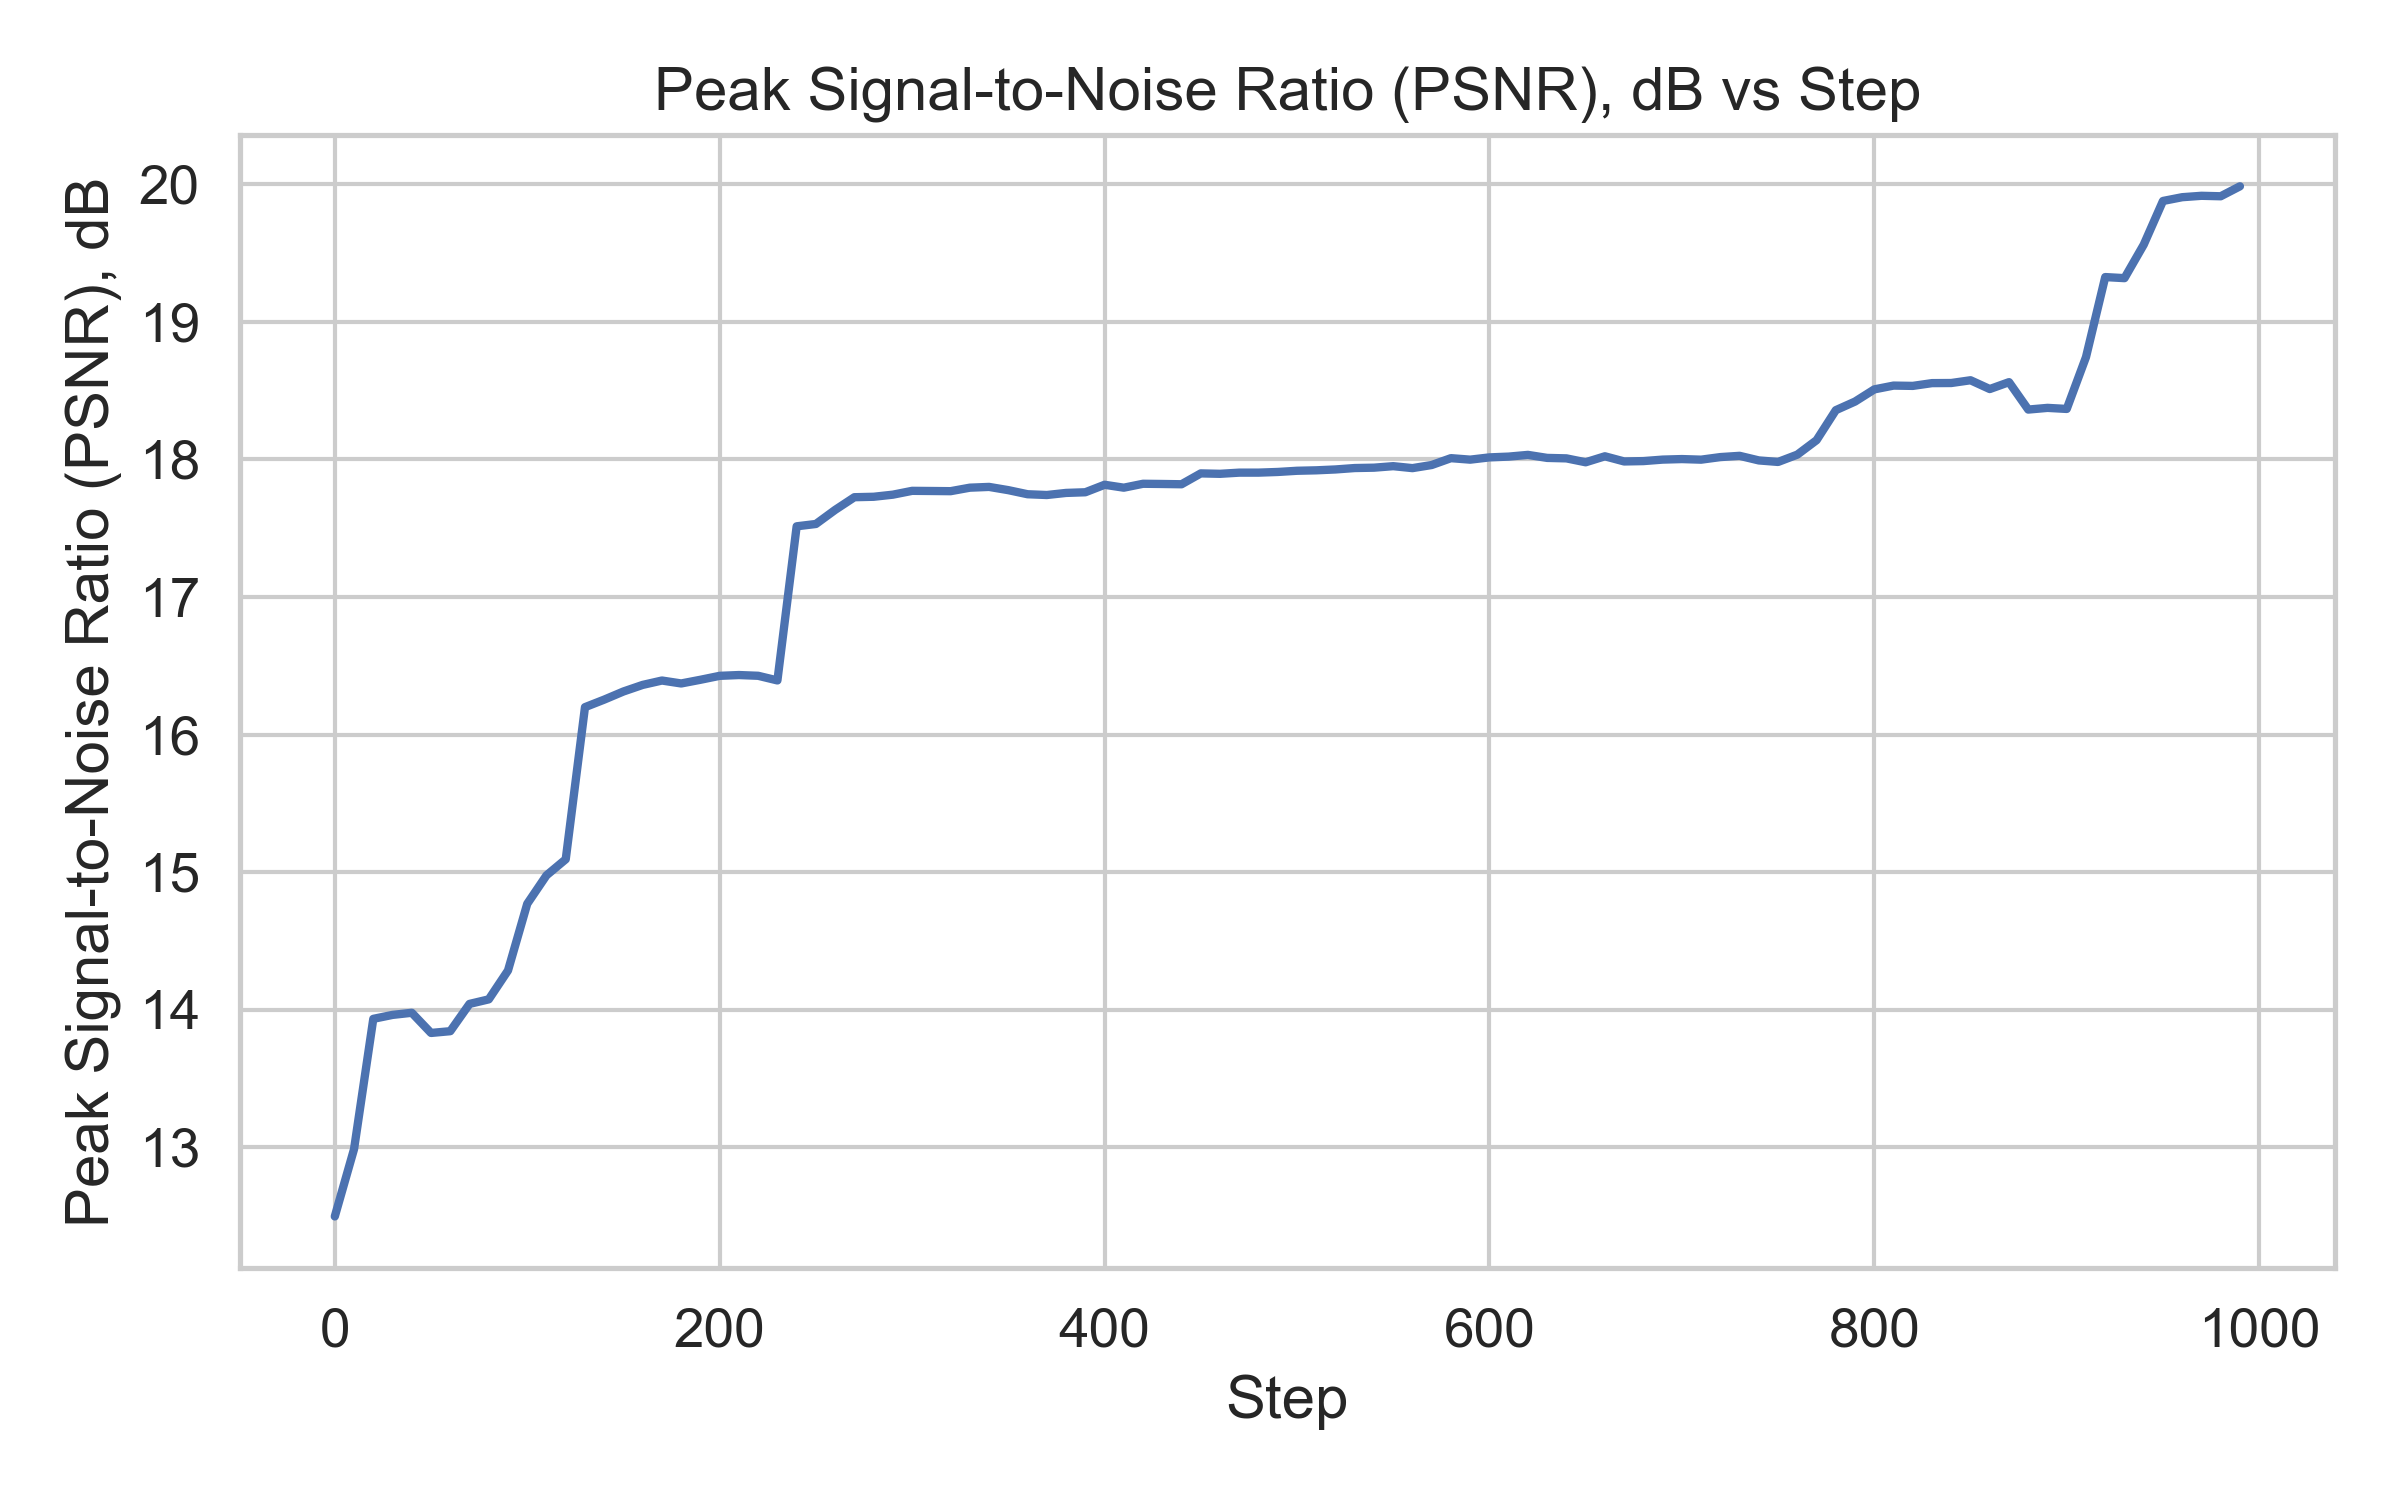 Peak Signal-to-Noise Ratio (PSNR), dB vs Step
Peak Signal-to-Noise Ratio (PSNR), dB
20
19
18
17
16
15
14
13
0 200 400 600 800 1000
Step